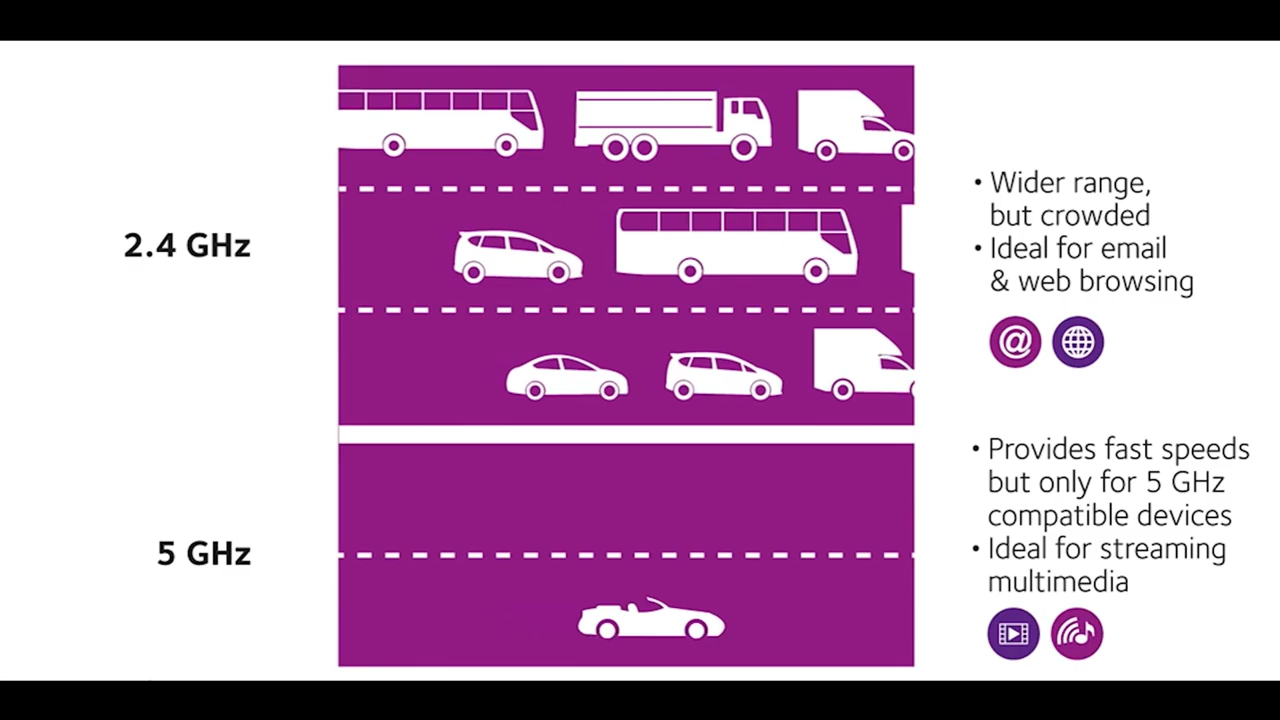 2.4 GHz
• Wider range,
but crowded
• Ideal for email
& web browsing
@
5 GHz
• Provides fast speeds
but only for 5 GHz
compatible devices
• Ideal for streaming
multimedia